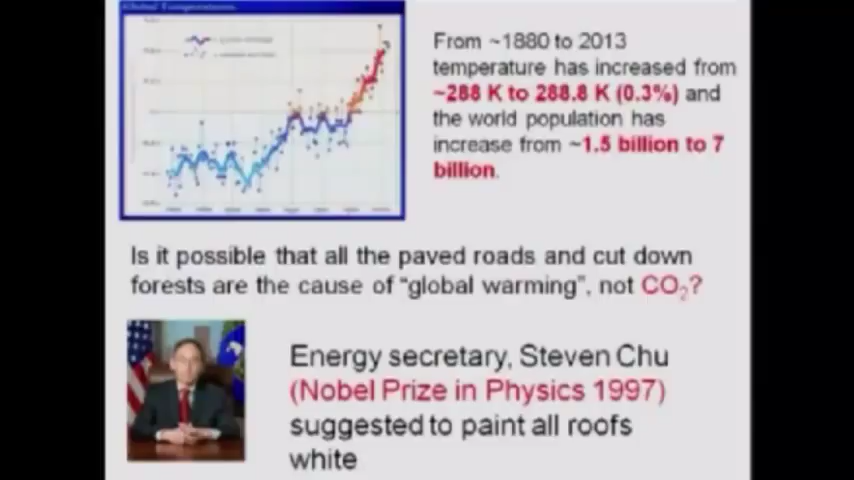 Global Temperatures
From ~1880 to 2013
temperature has increased from
~288 K to 288.8 K (0.3%) and
the world population has
increase from ~1.5 billion to 7
billion.
Is it possible that all the paved roads and cut down
forests are the cause of “global warming”, not CO₂?
Energy secretary, Steven Chu
(Nobel Prize in Physics 1997)
suggested to paint all roofs
white